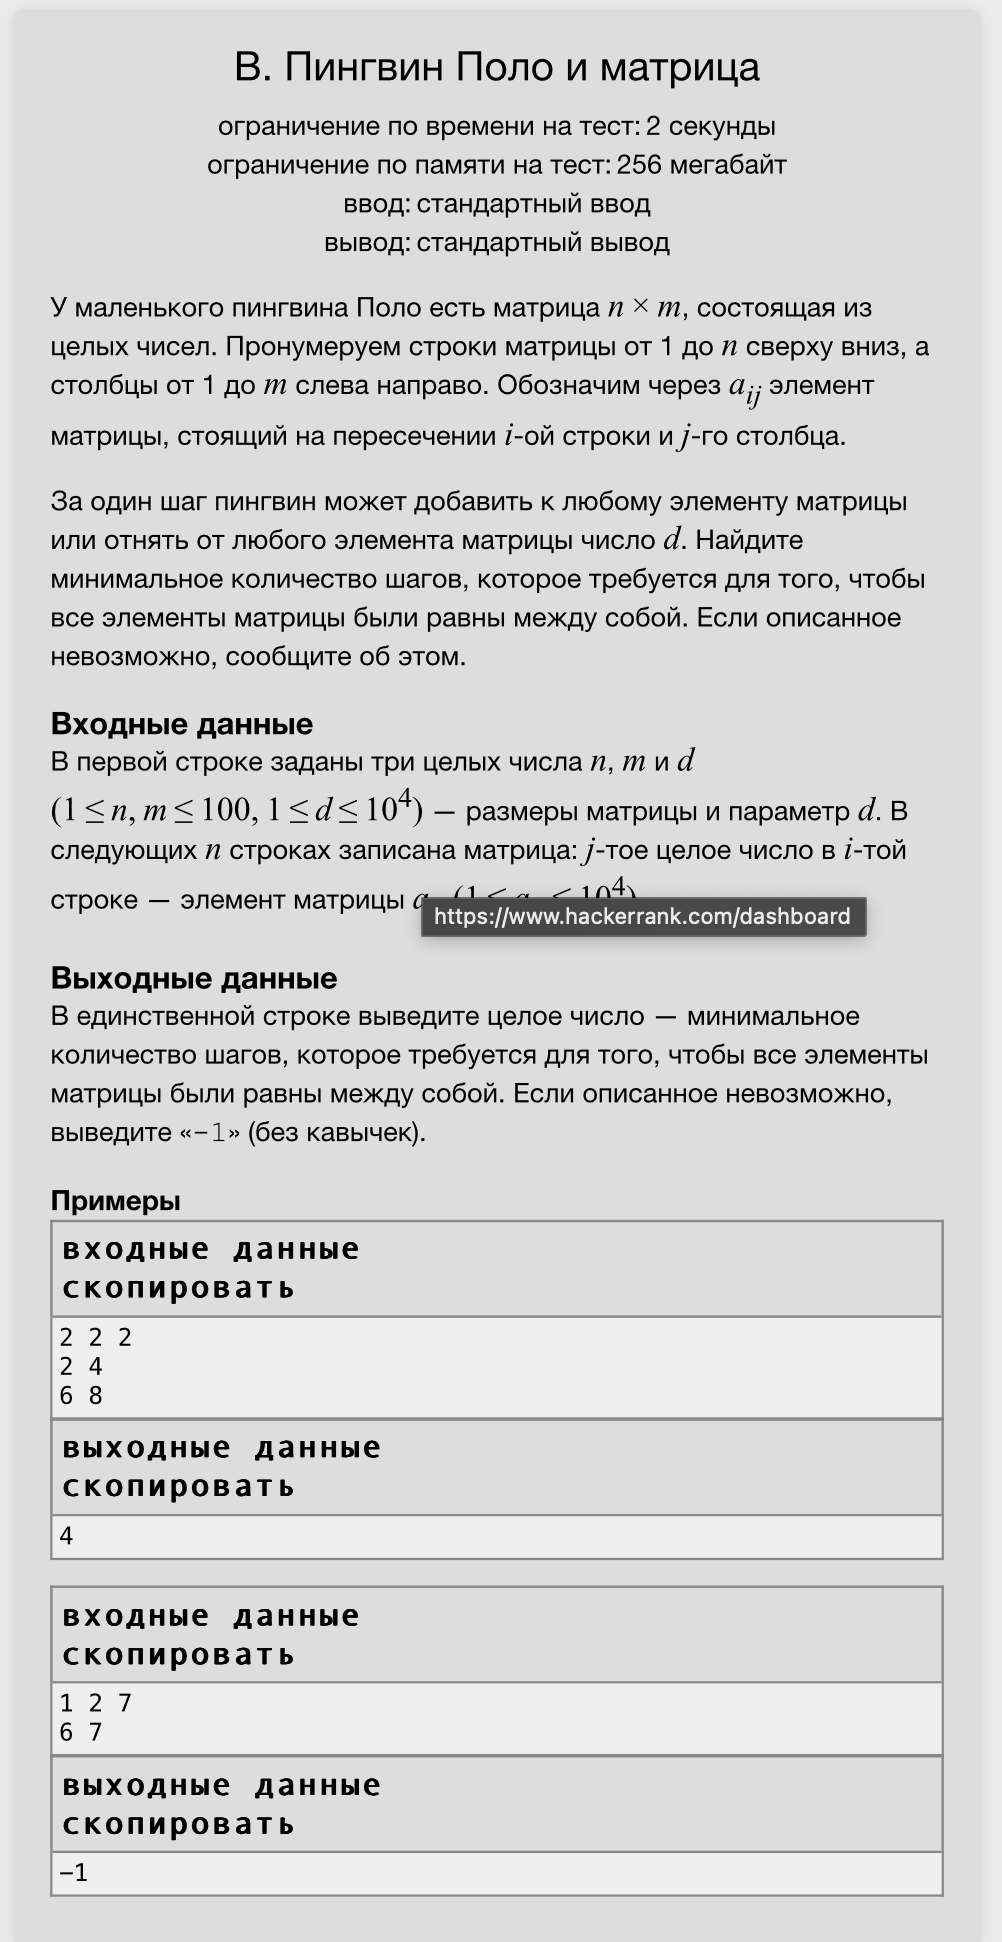 В. Пингвин Поло и матрица
ограничение по времени на тест: 2 секунды
ограничение по памяти на тест: 256 мегабайт
ввод: стандартный ввод
вывод: стандартный вывод
У маленького пингвина Поло есть матрица n × m, состоящая из
целых чисел. Пронумеруем строки матрицы от 1 до n сверху вниз, а
столбцы от 1 до m слева направо. Обозначим через a_{ij} элемент
матрицы, стоящий на пересечении i-ой строки и j-го столбца.
За один шаг пингвин может добавить к любому элементу матрицы
или отнять от любого элемента матрицы число d. Найдите
минимальное количество шагов, которое требуется для того, чтобы
все элементы матрицы были равны между собой. Если описанное
невозможно, сообщите об этом.
Входные данные
В первой строке заданы три целых числа n, m и d
(1 ≤ n, m ≤ 100, 1 ≤ d ≤ 10^4) — размеры матрицы и параметр d. В
следующих n строках записана матрица: j-тое целое число в i-той
строке — элемент матрицы a (1 ≤ a ≤ 10^4)
https://www.hackerrank.com/dashboard
Выходные данные
В единственной строке выведите целое число — минимальное
количество шагов, которое требуется для того, чтобы все элементы
матрицы были равны между собой. Если описанное невозможно,
выведите «-1» (без кавычек).
Примеры
входные данные
скопировать
2 2 2
2 4
6 8
выходные данные
скопировать
4
входные данные
скопировать
1 2 7
6 7
выходные данные
скопировать
-1